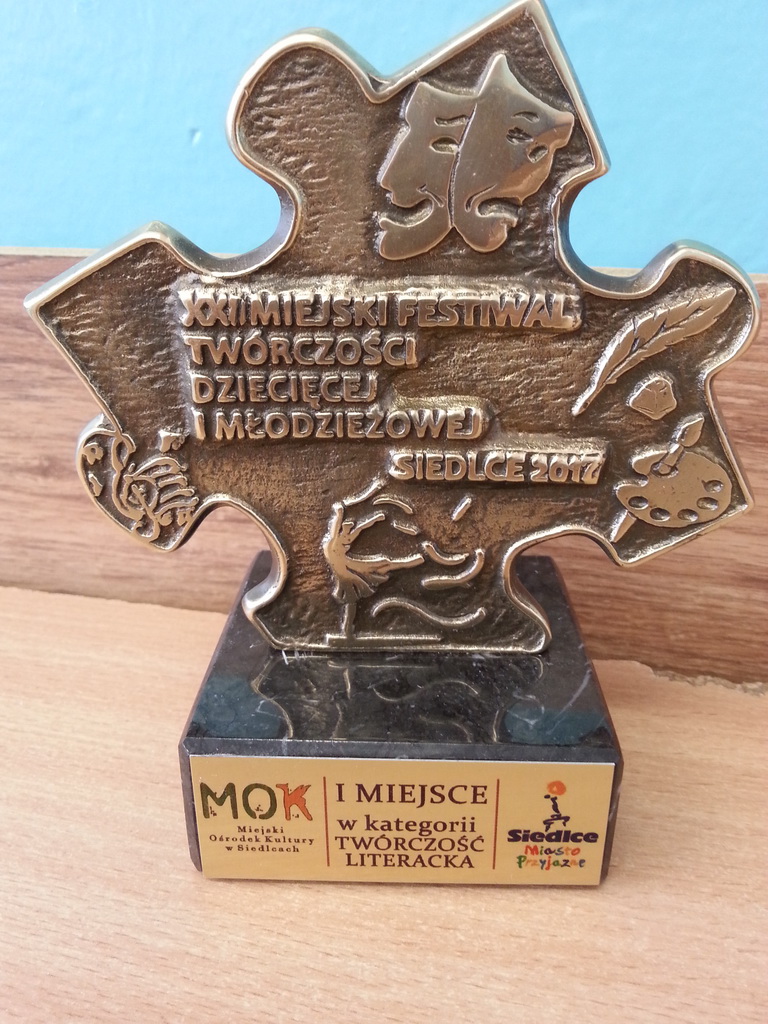 XXII MIEJSKI FESTIWAL
TWÓRCZOŚCI
DZIECIĘCEJ
I MŁODZIEŻOWEJ
SIEDLCE 2017
MOK
Miejski
Ośrodek Kultury
w Siedlcach
I MIEJSCE
w kategorii
TWÓRCZOŚĆ
LITERACKA
Siedlce
Miasto
Przyjazne